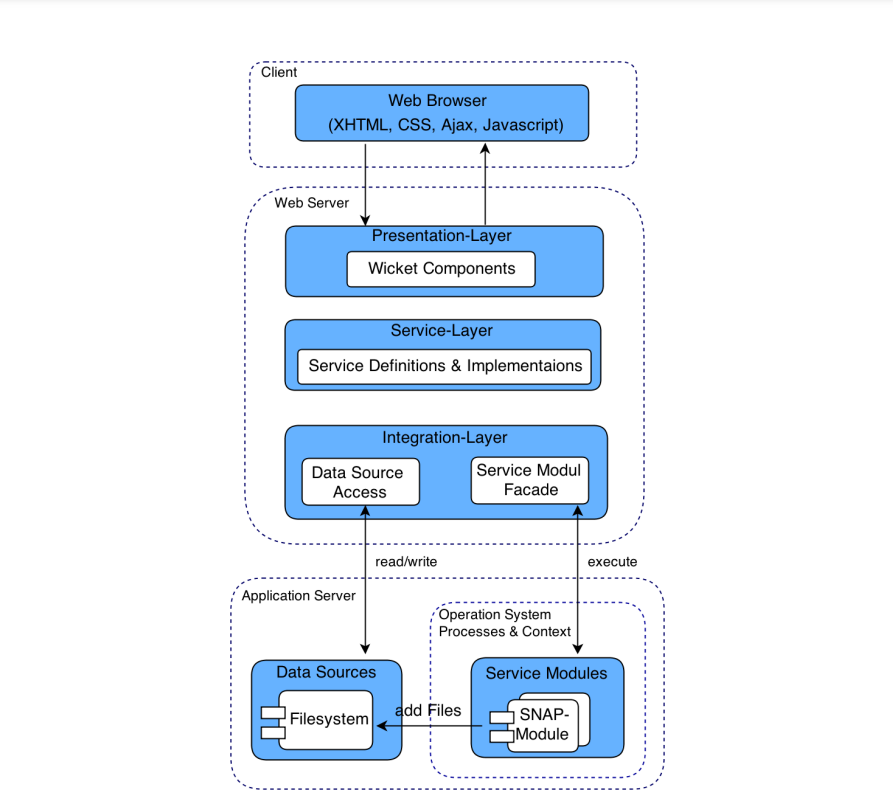 Client
Web Browser
(XHTML, CSS, Ajax, Javascript)
Web Server
Presentation-Layer
Wicket Components
Service-Layer
Service Definitions & Implementaions
Integration-Layer
Data Source
Access
Service Modul
Facade
read/write
execute
Application Server
Operation System
Processes & Context
Data Sources
Filesystem
add Files
Service Modules
SNAP-
Module